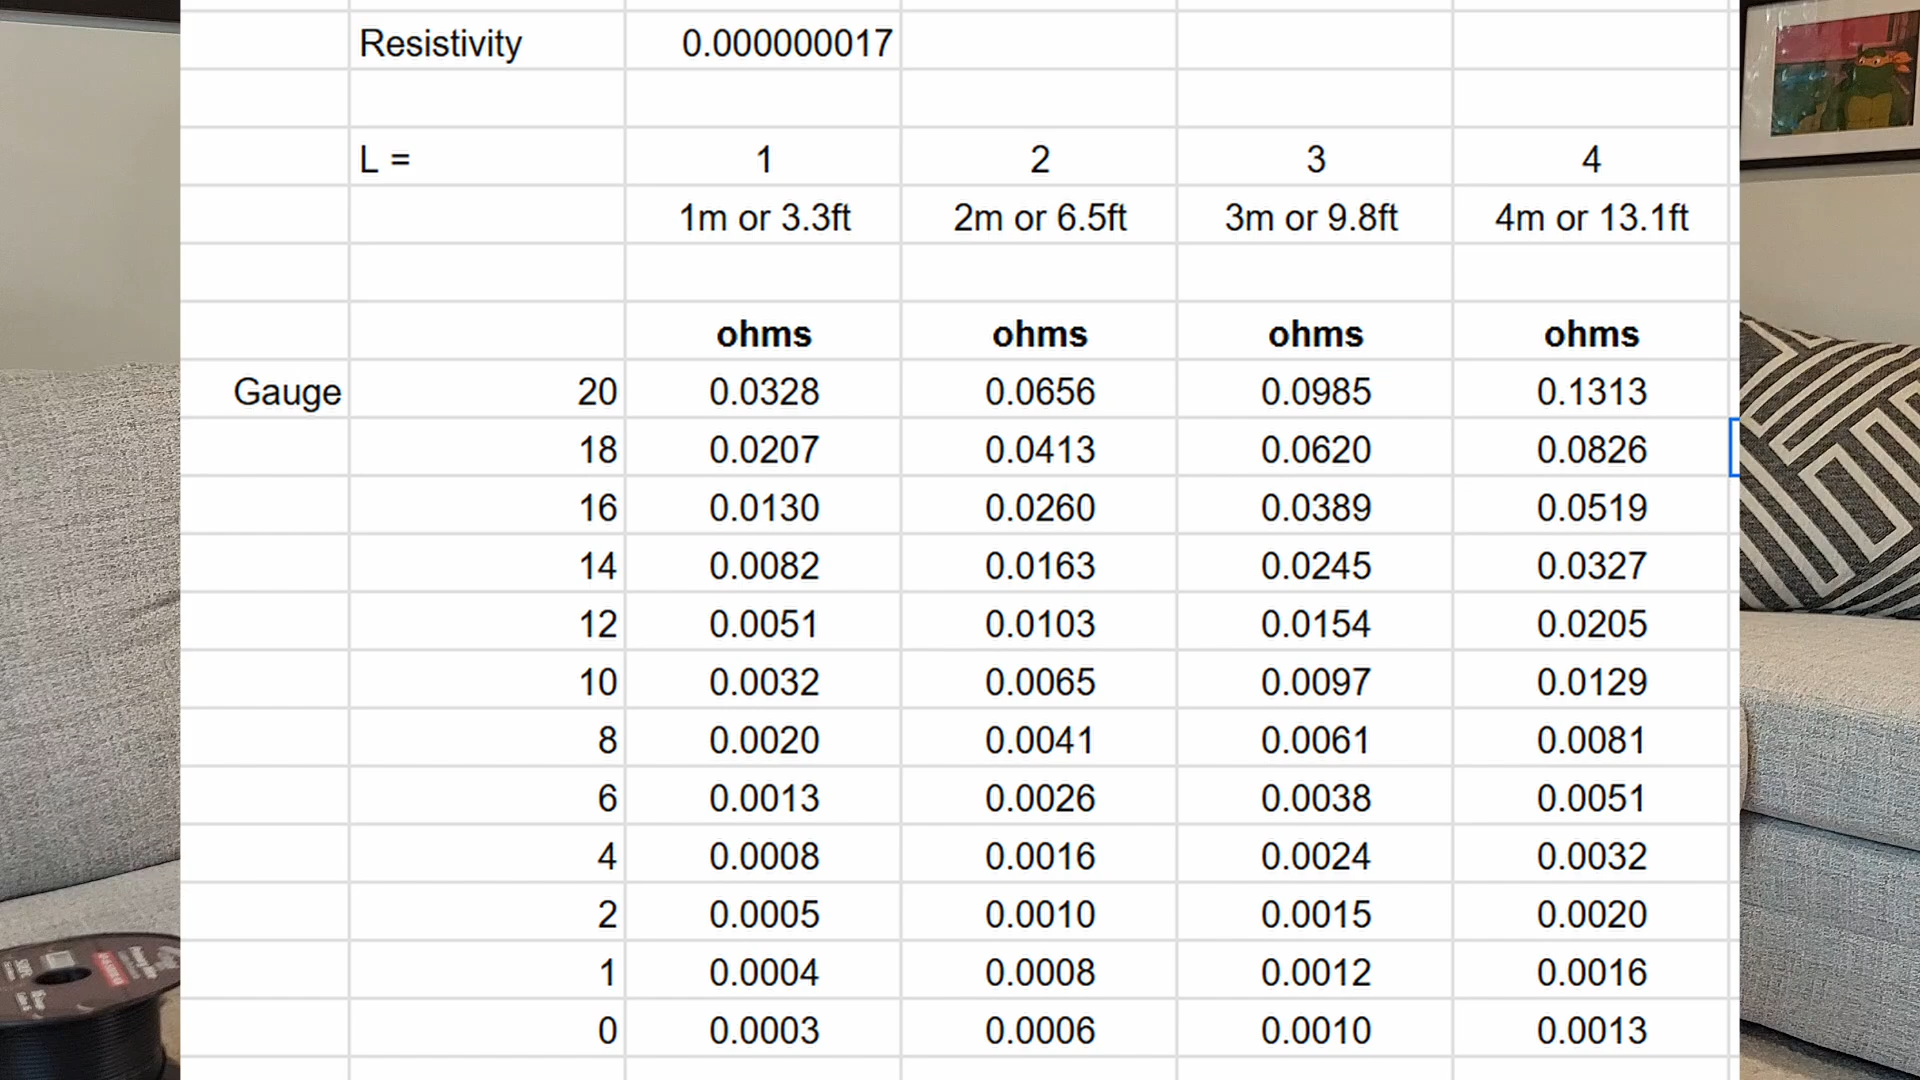 Resistivity 0.000000017
L = 1 2 3 4
1m or 3.3ft 2m or 6.5ft 3m or 9.8ft 4m or 13.1ft
ohms ohms ohms ohms
Gauge 20 0.0328 0.0656 0.0985 0.1313
18 0.0207 0.0413 0.0620 0.0826
16 0.0130 0.0260 0.0389 0.0519
14 0.0082 0.0163 0.0245 0.0327
12 0.0051 0.0103 0.0154 0.0205
10 0.0032 0.0065 0.0097 0.0129
8 0.0020 0.0041 0.0061 0.0081
6 0.0013 0.0026 0.0038 0.0051
4 0.0008 0.0016 0.0024 0.0032
2 0.0005 0.0010 0.0015 0.0020
1 0.0004 0.0008 0.0012 0.0016
0 0.0003 0.0006 0.0010 0.0013